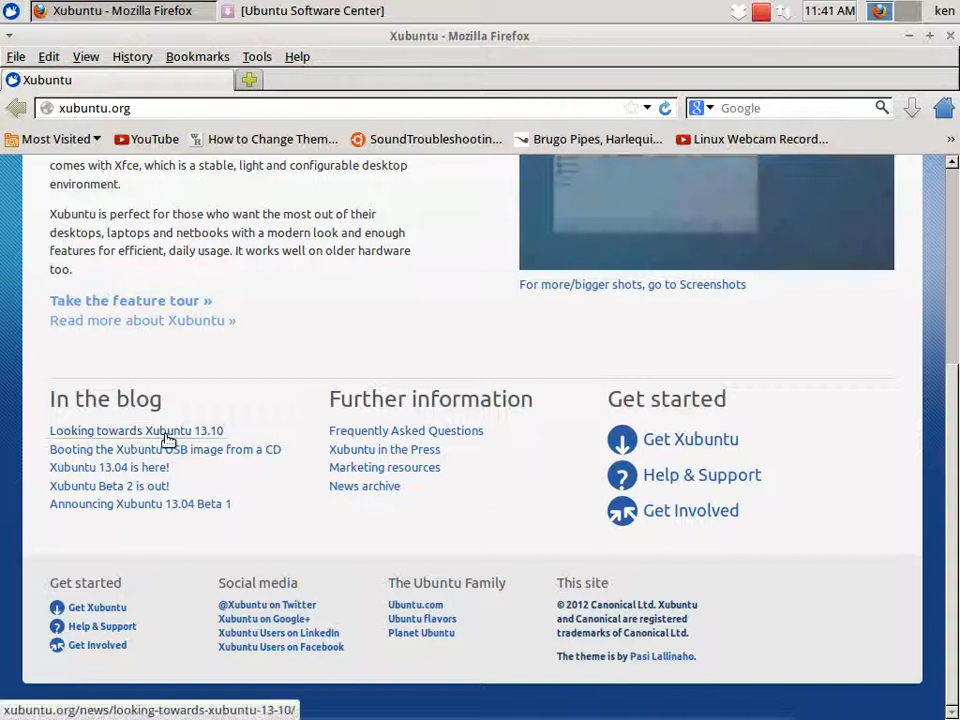 Xubuntu - Mozilla Firefox
[Ubuntu Software Center]
11:41 AM
ken
Xubuntu - Mozilla Firefox
File Edit View History Bookmarks Tools Help
Xubuntu
xubuntu.org
Google
Most Visited YouTube How to Change Them... SoundTroubleshootin... Brugo Pipes, Harlequi... Linux Webcam Record... »
comes with Xfce, which is a stable, light and configurable desktop
environment.
Xubuntu is perfect for those who want the most out of their
desktops, laptops and netbooks with a modern look and enough
features for efficient, daily usage. It works well on older hardware
too.
Take the feature tour »
Read more about Xubuntu »
For more/bigger shots, go to Screenshots
In the blog
Looking towards Xubuntu 13.10
Booting the Xubuntu USB image from a CD
Xubuntu 13.04 is here!
Xubuntu Beta 2 is out!
Announcing Xubuntu 13.04 Beta 1
Further information
Frequently Asked Questions
Xubuntu in the Press
Marketing resources
News archive
Get started
Get Xubuntu
Help & Support
Get Involved
Get started
Get Xubuntu
Help & Support
Get Involved
Social media
@Xubuntu on Twitter
Xubuntu on Google+
Xubuntu Users on LinkedIn
Xubuntu Users on Facebook
The Ubuntu Family
Ubuntu.com
Ubuntu flavors
Planet Ubuntu
This site
© 2012 Canonical Ltd. Xubuntu
and Canonical are registered
trademarks of Canonical Ltd.
The theme is by Pasi Lallinaho.
xubuntu.org/news/looking-towards-xubuntu-13-10/